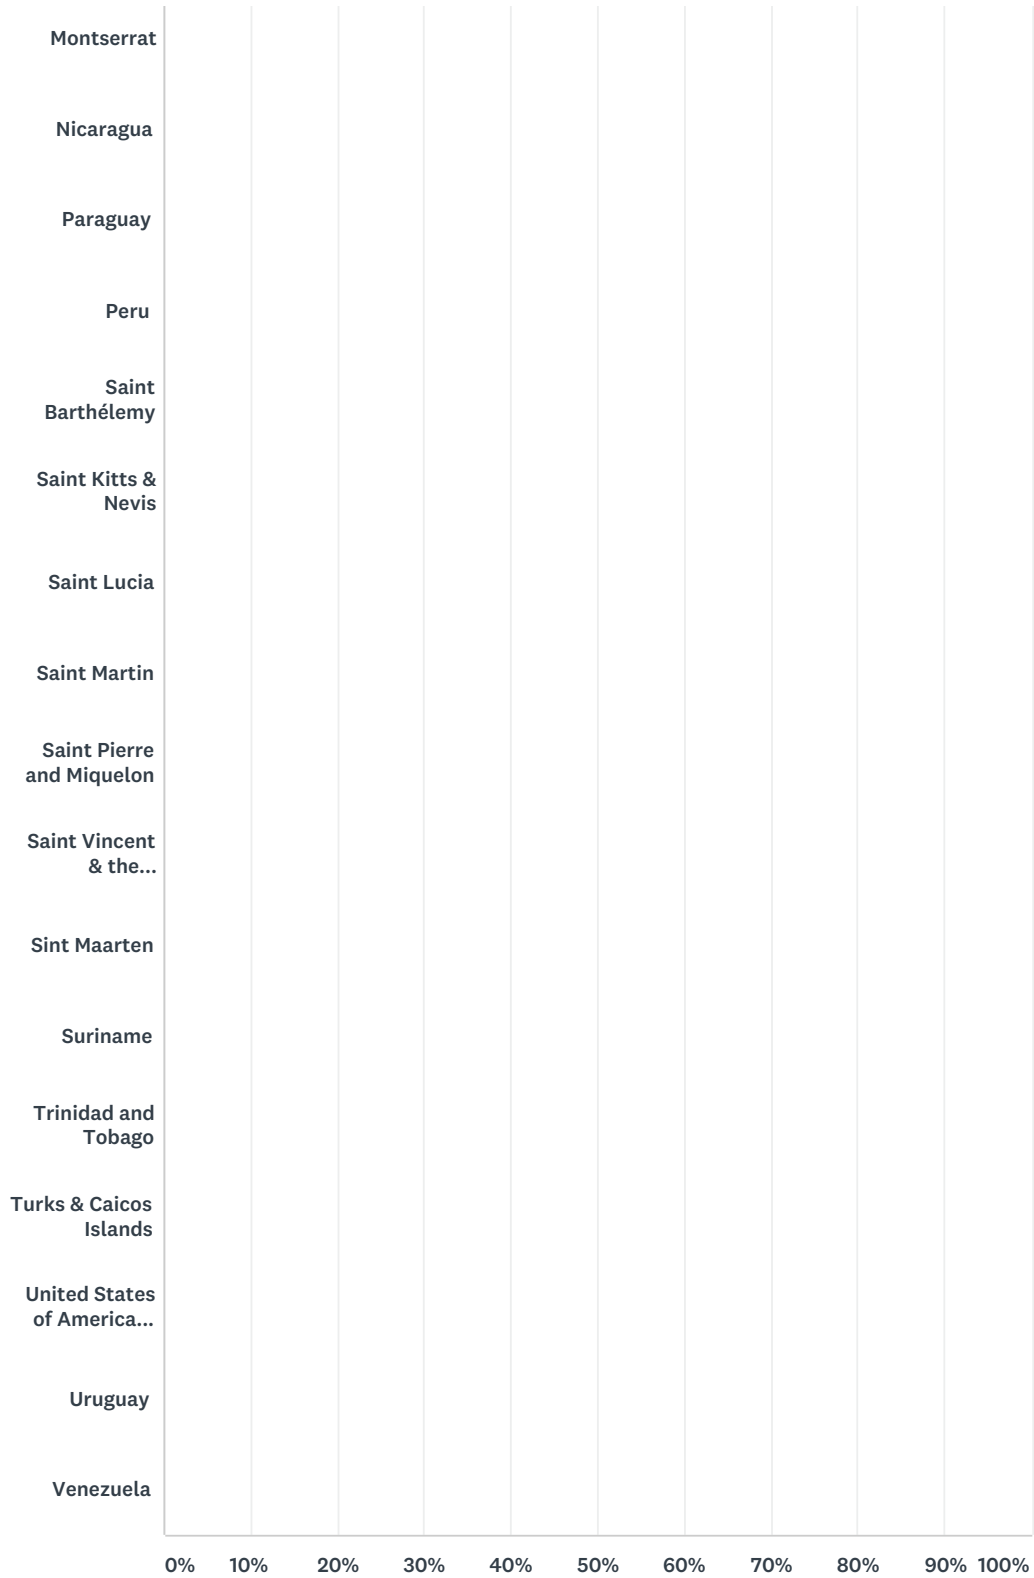 Montserrat
Nicaragua
Paraguay
Peru
Saint
Barthélemy
Saint Kitts &
Nevis
Saint Lucia
Saint Martin
Saint Pierre
and Miquelon
Saint Vincent
& the...
Sint Maarten
Suriname
Trinidad and
Tobago
Turks & Caicos
Islands
United States
of America...
Uruguay
Venezuela
0% 10% 20% 30% 40% 50% 60% 70% 80% 90% 100%